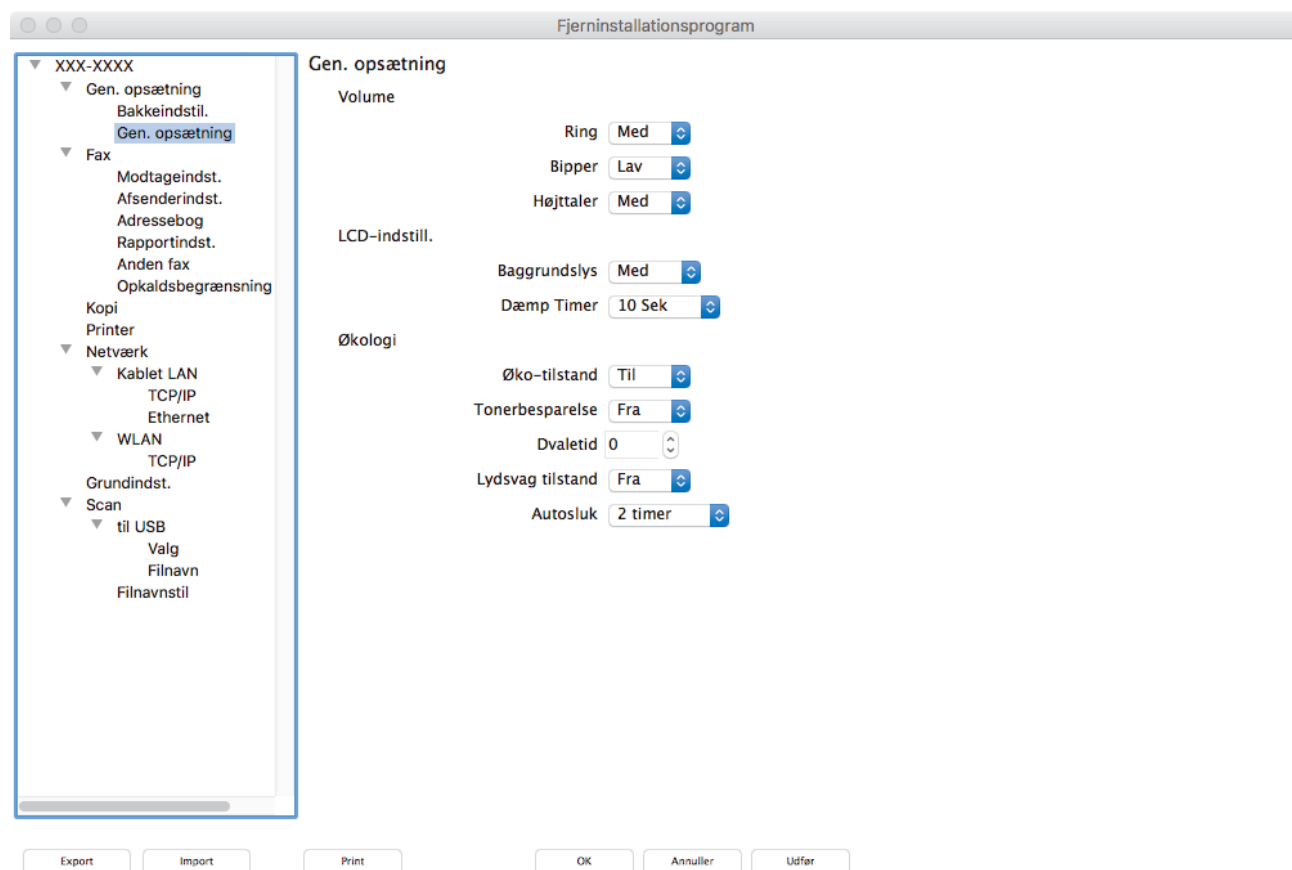 Fjerninstallationsprogram
XXX-XXXX
Gen. opsætning
Bakkeindstil.
Gen. opsætning
Fax
Modtageindst.
Afsenderindst.
Adressebog
Rapportindst.
Anden fax
Opkaldsbegrænsning
Kopi
Printer
Netværk
Kablet LAN
TCP/IP
Ethernet
WLAN
TCP/IP
Grundindst.
Scan
til USB
Valg
Filnavn
Filnavnstil
Gen. opsætning
Volume
Ring Med
Bipper Lav
Højttaler Med
LCD-indstill.
Baggrundslys Med
Dæmp Timer 10 Sek
Økologi
Øko-tilstand Til
Tonerbesparelse Fra
Dvaletid 0
Lydsvag tilstand Fra
Autosluk 2 timer
Export Import Print OK Annuller Udfør